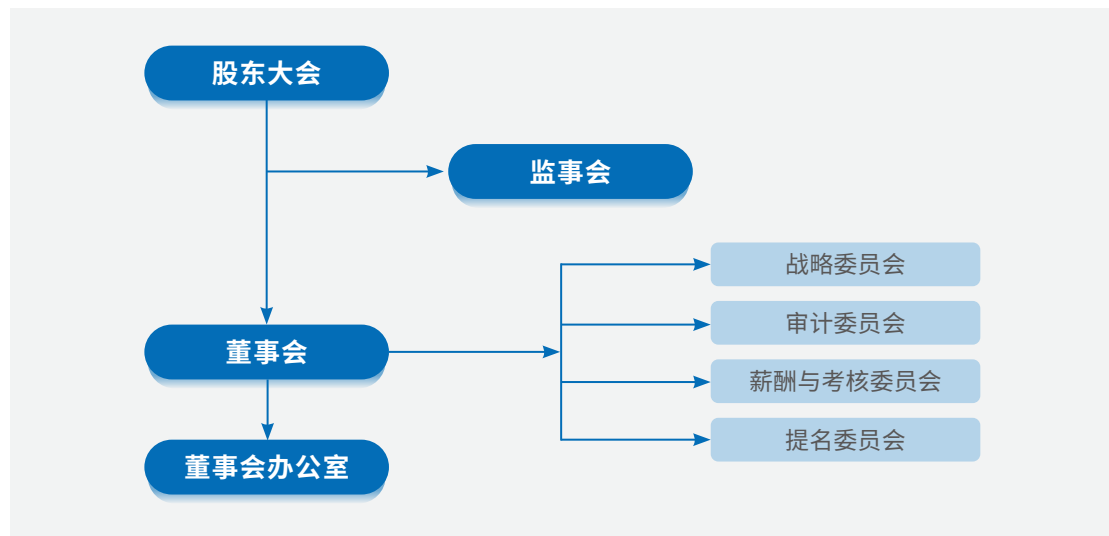 股东大会
监事会
战略委员会
审计委员会
董事会
薪酬与考核委员会
提名委员会
董事会办公室